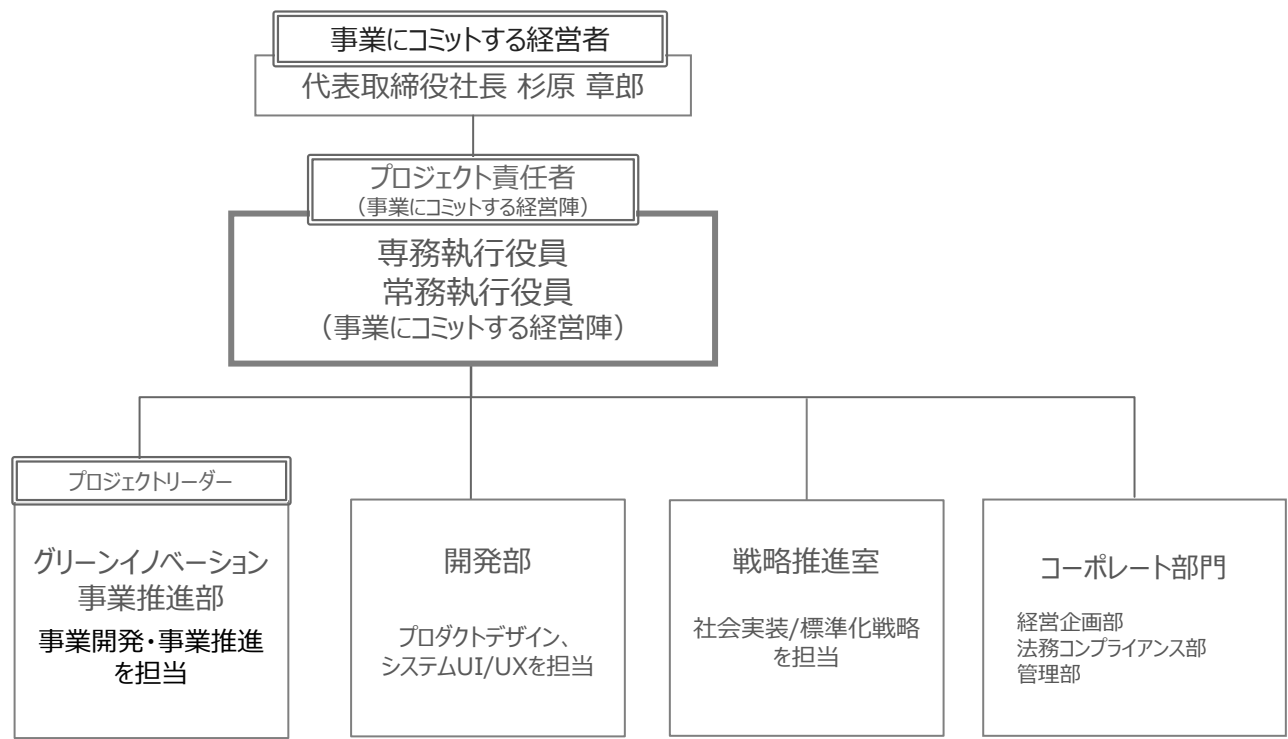 事業にコミットする経営者
代表取締役社長 杉原 章郎
プロジェクト責任者
（事業にコミットする経営陣）
専務執行役員
常務執行役員
（事業にコミットする経営陣）
プロジェクトリーダー
グリーンイノベーション
事業推進部
事業開発・事業推進
を担当
開発部
プロダクトデザイン、
システムUI/UXを担当
戦略推進室
社会実装/標準化戦略
を担当
コーポレート部門
経営企画部
法務コンプライアンス部
管理部